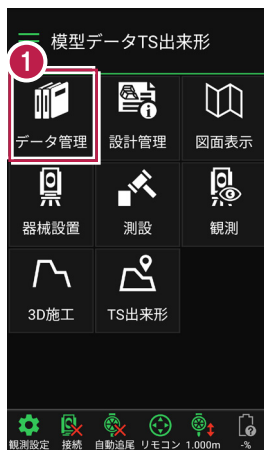 模型データTS出来形
1
データ管理
設計管理
図面表示
器械設置
測設
観測
3D施工
TS出来形
観測設定
接続
自動追尾
リモコン
1.000m
-%